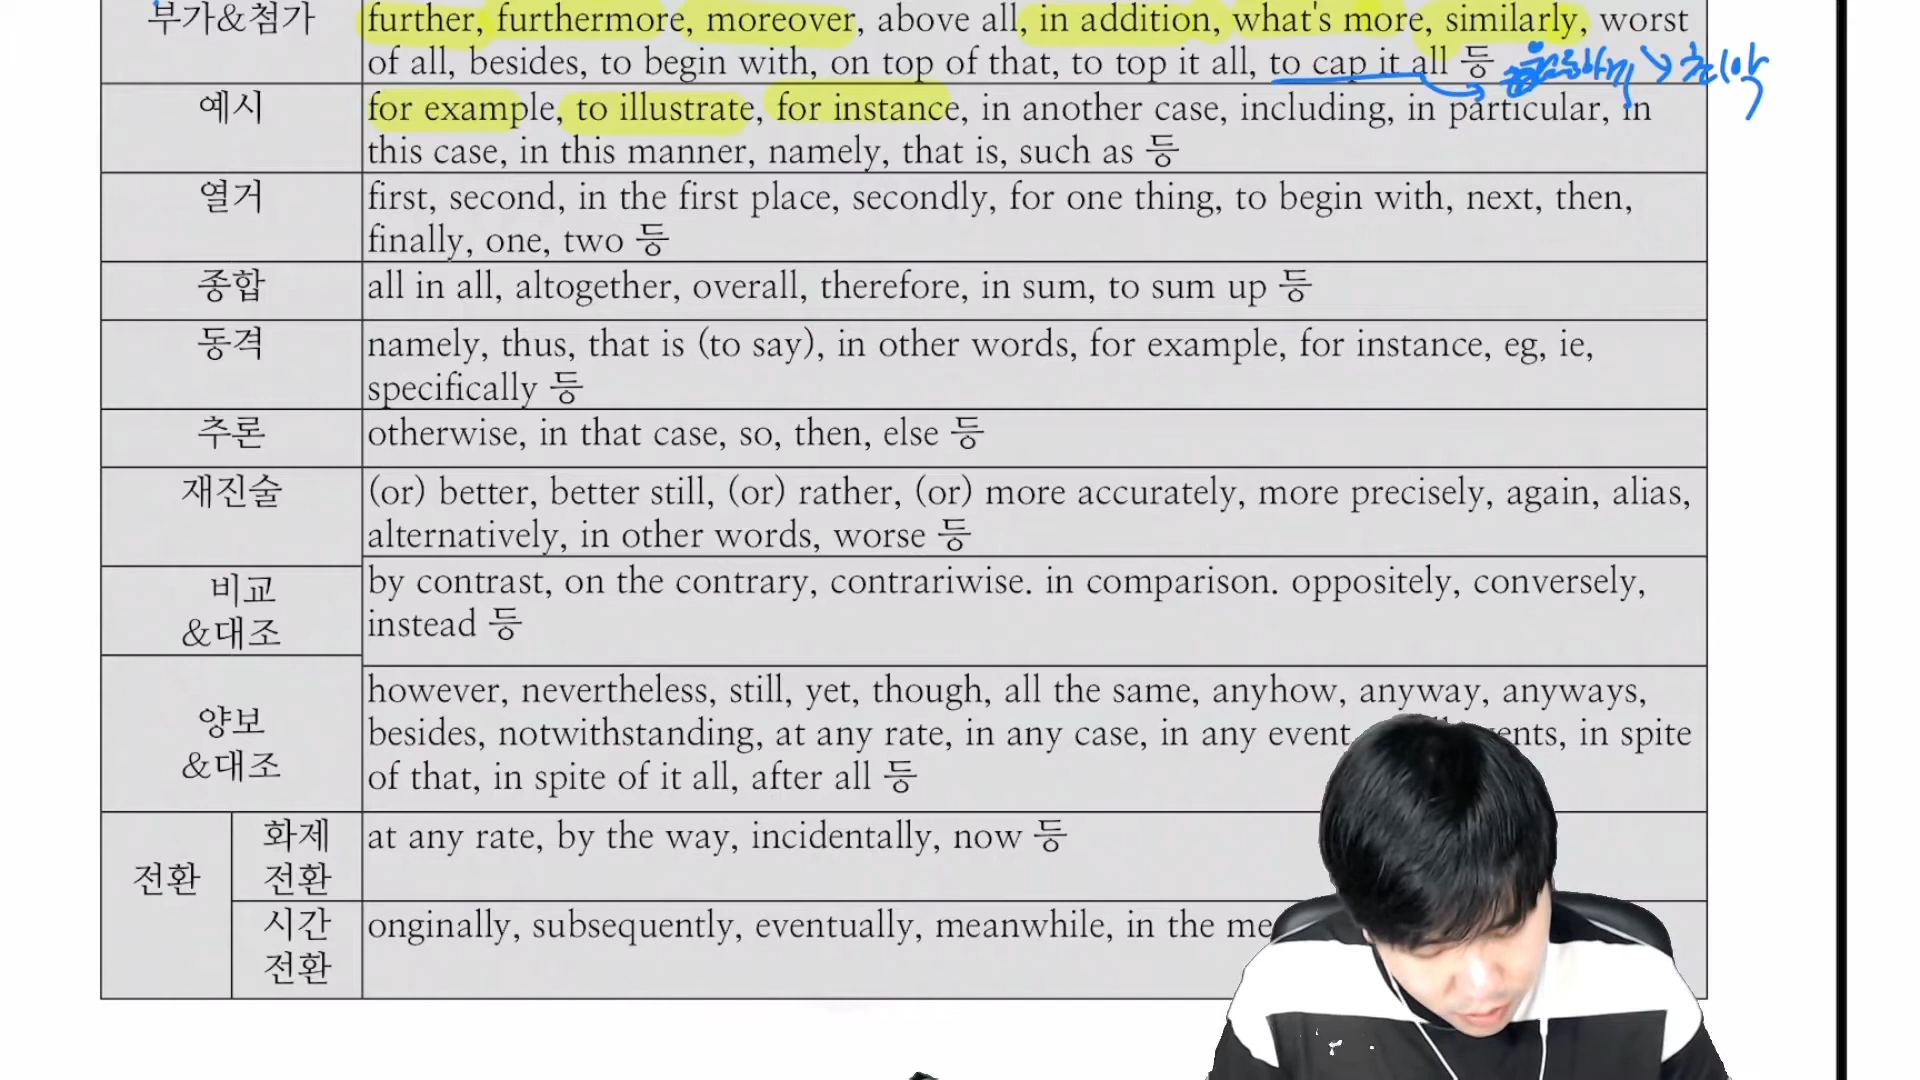 부가&첨가
further, furthermore, moreover, above all, in addition, what's more, similarly, worst
of all, besides, to begin with, on top of that, to top it all, to cap it all 등
최악
예시
for example, to illustrate, for instance, in another case, including, in particular, in
this case, in this manner, namely, that is, such as 등
열거
first, second, in the first place, secondly, for one thing, to begin with, next, then,
finally, one, two 등
종합
all in all, altogether, overall, therefore, in sum, to sum up 등
동격
namely, thus, that is (to say), in other words, for example, for instance, eg, ie,
specifically 등
추론
otherwise, in that case, so, then, else 등
재진술
(or) better, better still, (or) rather, (or) more accurately, more precisely, again, alias,
alternatively, in other words, worse 등
비교
&대조
by contrast, on the contrary, contrariwise. in comparison. oppositely, conversely,
instead 등
양보
&대조
however, nevertheless, still, yet, though, all the same, anyhow, anyway, anyways,
besides, notwithstanding, at any rate, in any case, in any event in spite
of that, in spite of it all, after all 등
전환
화제
전환
at any rate, by the way, incidentally, now 등
시간
전환
onginally, subsequently, eventually, meanwhile, in the